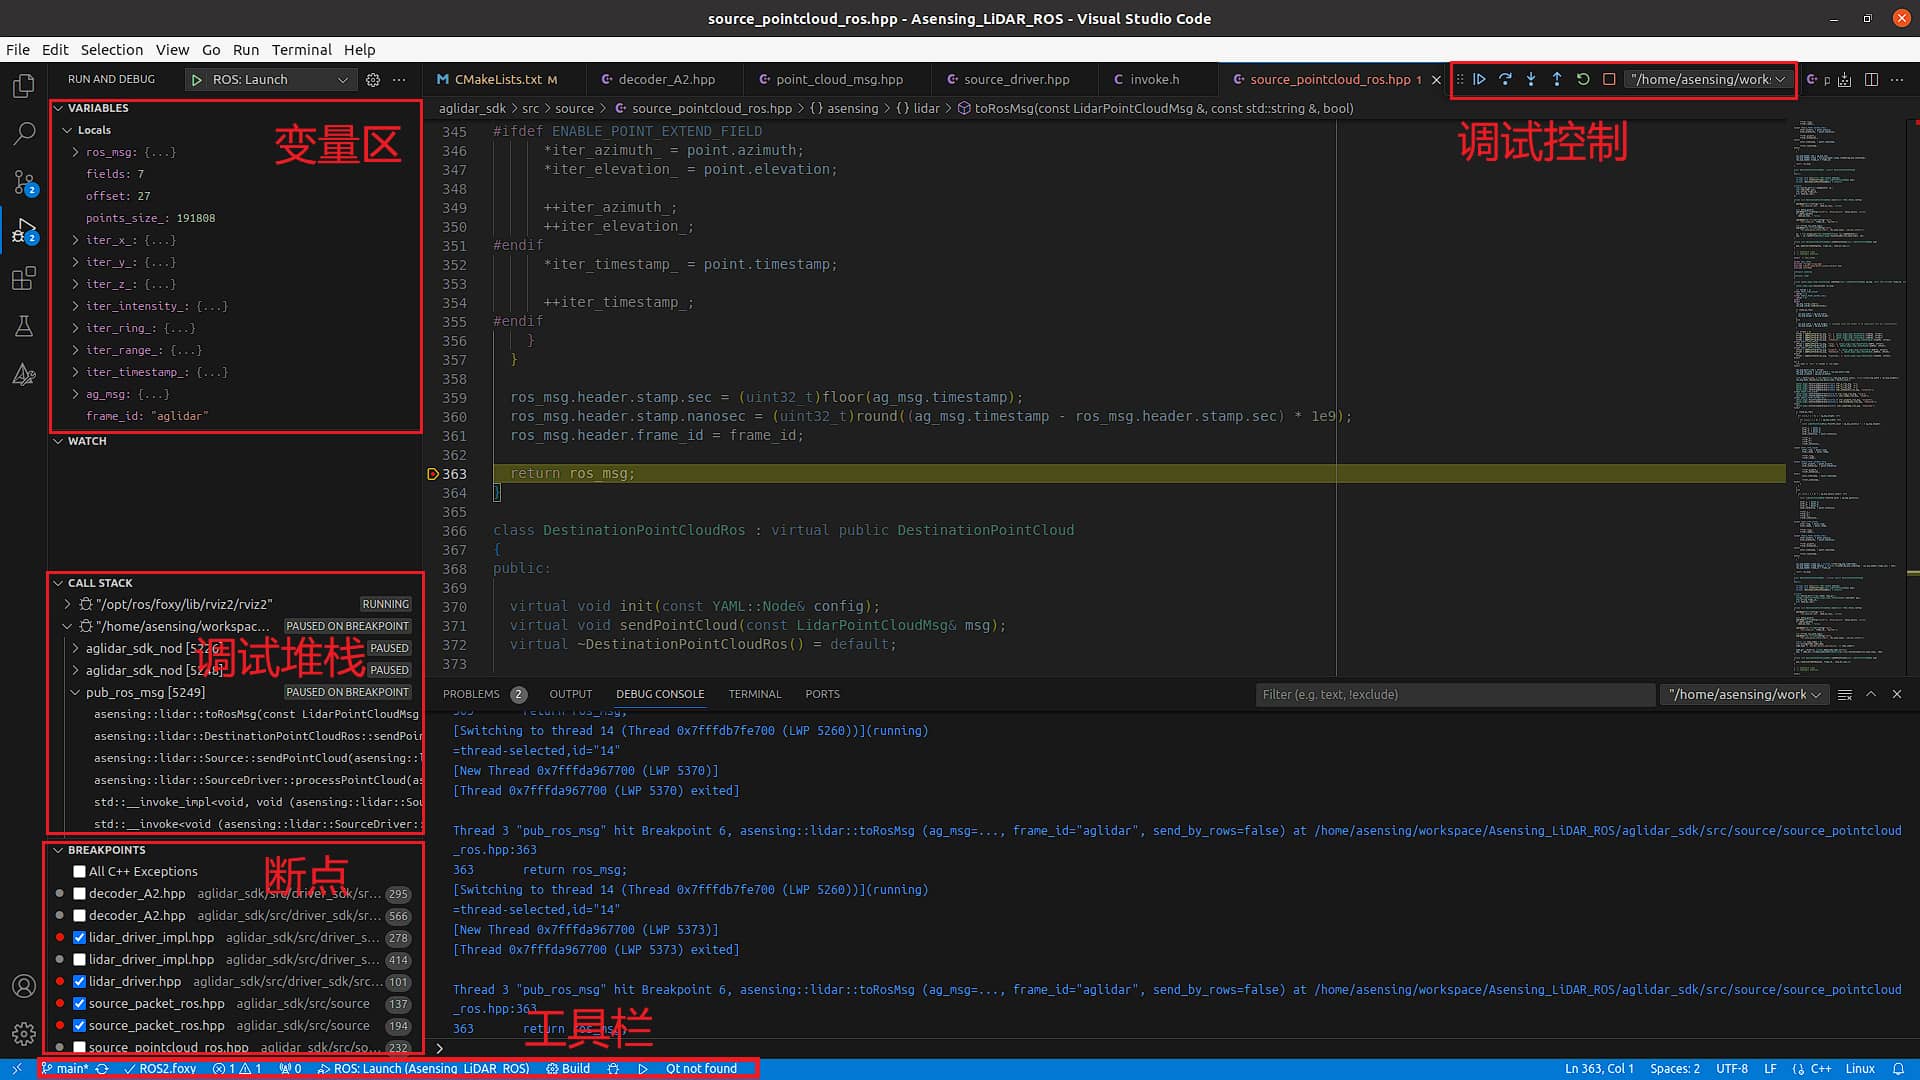 source_pointcloud_ros.hpp - Asensing_LiDAR_ROS - Visual Studio Code
File Edit Selection View Go Run Terminal Help
RUN AND DEBUG ROS: Launch
CMakeLists.txt M decoder_A2.hpp point_cloud_msg.hpp source_driver.hpp invoke.h source_pointcloud_ros.hpp 1 "/home/asensing/works
aglidar_sdk > src > source > source_pointcloud_ros.hpp > {} asensing > {} lidar > toRosMsg(const LidarPointCloudMsg &, const std::string &, bool)
调试控制
VARIABLES
变量区
Locals
ros_msg: {...}
fields: 7
offset: 27
points_size_: 191808
iter_x_: {...}
iter_y_: {...}
iter_z_: {...}
iter_intensity_: {...}
iter_ring_: {...}
iter_range_: {...}
iter_timestamp_: {...}
ag_msg: {...}
frame_id: "aglidar"
WATCH
CALL STACK
"/opt/ros/foxy/lib/rviz2/rviz2" RUNNING
"/home/asensing/workspac... PAUSED ON BREAKPOINT
aglidar_sdk_nod PAUSED
调试堆栈
aglidar_sdk_nod PAUSED
pub_ros_msg [5249] PAUSED ON BREAKPOINT
asensing::lidar::toRosMsg(const LidarPointCloudMsg
asensing::lidar::DestinationPointCloudRos::sendPoin
asensing::lidar::Source::sendPointCloud(asensing::l
asensing::lidar::SourceDriver::processPointCloud(as
std::__invoke_impl<void, void (asensing::lidar::Sou
std::__invoke<void (asensing::lidar::SourceDriver::
BREAKPOINTS
断点
All C++ Exceptions
decoder_A2.hpp aglidar_sdk/src/driver_sdk/sr... 295
decoder_A2.hpp aglidar_sdk/src/driver_sdk/sr... 566
lidar_driver_impl.hpp aglidar_sdk/src/driver_s... 278
lidar_driver_impl.hpp aglidar_sdk/src/driver_s... 414
lidar_driver.hpp aglidar_sdk/src/driver_sdk/src... 101
source_packet_ros.hpp aglidar_sdk/src/source 137
source_packet_ros.hpp aglidar_sdk/src/source 194
source_pointcloud_ros.hpp aglidar_sdk/src/so... 232
345 #ifdef ENABLE_POINT_EXTEND_FIELD
346 *iter_azimuth_ = point.azimuth;
347 *iter_elevation_ = point.elevation;
348
349 ++iter_azimuth_;
350 ++iter_elevation_;
351 #endif
352 *iter_timestamp_ = point.timestamp;
353
354 ++iter_timestamp_;
355 #endif
356 }
357 }
358
359 ros_msg.header.stamp.sec = (uint32_t)floor(ag_msg.timestamp);
360 ros_msg.header.stamp.nanosec = (uint32_t)round((ag_msg.timestamp - ros_msg.header.stamp.sec) * 1e9);
361 ros_msg.header.frame_id = frame_id;
362
363 return ros_msg;
364 }
365
366 class DestinationPointCloudRos : virtual public DestinationPointCloud
367 {
368 public:
369
370 virtual void init(const YAML::Node& config);
371 virtual void sendPointCloud(const LidarPointCloudMsg& msg);
372 virtual ~DestinationPointCloudRos() = default;
373
PROBLEMS 2 OUTPUT DEBUG CONSOLE TERMINAL PORTS Filter (e.g. text, !exclude) "/home/asensing/work
363 return ros_msg;
[Switching to thread 14 (Thread 0x7fffdb7fe700 (LWP 5260))](running)
=thread-selected,id="14"
[New Thread 0x7fffda967700 (LWP 5370)]
[Thread 0x7fffda967700 (LWP 5370) exited]
Thread 3 "pub_ros_msg" hit Breakpoint 6, asensing::lidar::toRosMsg (ag_msg=..., frame_id="aglidar", send_by_rows=false) at /home/asensing/workspace/Asensing_LiDAR_ROS/aglidar_sdk/src/source/source_pointcloud
_ros.hpp:363
363 return ros_msg;
[Switching to thread 14 (Thread 0x7fffdb7fe700 (LWP 5260))](running)
=thread-selected,id="14"
[New Thread 0x7fffda967700 (LWP 5373)]
[Thread 0x7fffda967700 (LWP 5373) exited]
Thread 3 "pub_ros_msg" hit Breakpoint 6, asensing::lidar::toRosMsg (ag_msg=..., frame_id="aglidar", send_by_rows=false) at /home/asensing/workspace/Asensing_LiDAR_ROS/aglidar_sdk/src/source/source_pointcloud
_ros.hpp:363
363 return ros_msg;
工具栏
main* ROS2.foxy 1 1 0 ROS: Launch (Asensing_LiDAR_ROS) Build Qt not found Ln 363, Col 1 Spaces: 2 UTF-8 LF {} C++ Linux